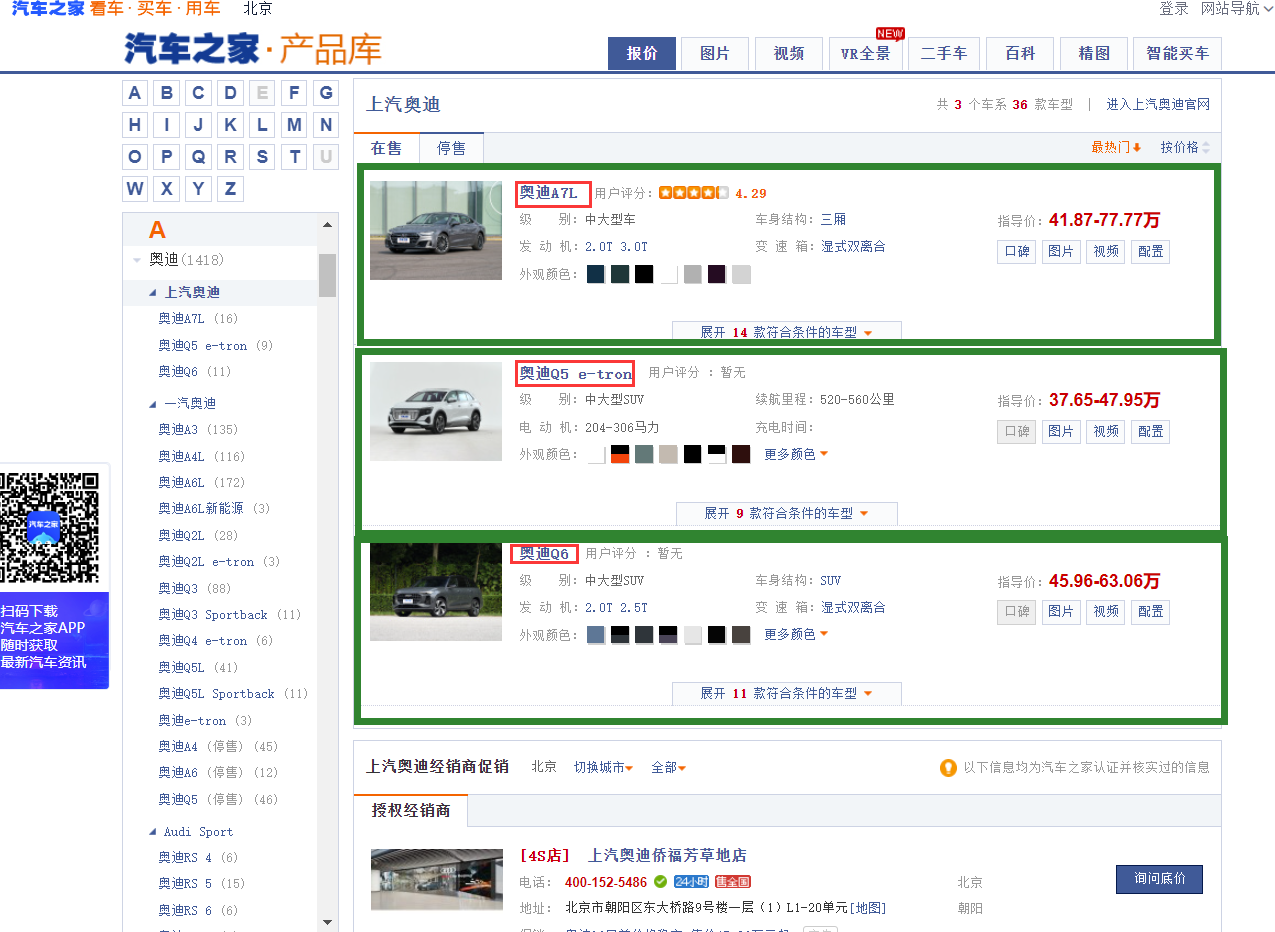 汽车之家 看车·买车·用车 北京 登录 网站导航
汽车之家·产品库
报价 图片 视频 VR全景 NEW 二手车 百科 精图 智能买车
A B C D E F G
H I J K L M N
O P Q R S T U
W X Y Z
A
奥迪(1418)
上汽奥迪
奥迪A7L (16)
奥迪Q5 e-tron (9)
奥迪Q6 (11)
一汽奥迪
奥迪A3 (135)
奥迪A4L (116)
奥迪A6L (172)
奥迪A6L新能源 (3)
奥迪Q2L (28)
奥迪Q2L e-tron (3)
奥迪Q3 (88)
奥迪Q3 Sportback (11)
奥迪Q4 e-tron (6)
奥迪Q5L (41)
奥迪Q5L Sportback (11)
奥迪e-tron (3)
奥迪A4 (停售) (45)
奥迪A6 (停售) (12)
奥迪Q5 (停售) (46)
Audi Sport
奥迪RS 4 (6)
奥迪RS 5 (15)
奥迪RS 6 (6)
汽车之家
扫码下载
汽车之家APP
随时获取
最新汽车资讯
上汽奥迪
共 3 个车系 36 款车型 | 进入上汽奥迪官网
在售 停售
最热门 按价格
奥迪A7L 用户评分: 4.29
级 别: 中大型车 车身结构: 三厢
指导价: 41.87-77.77万
发 动 机: 2.0T 3.0T 变 速 箱: 湿式双离合
口碑 图片 视频 配置
外观颜色:
展开 14 款符合条件的车型
奥迪Q5 e-tron 用户评分 : 暂无
级 别: 中大型SUV 续航里程: 520-560公里
指导价: 37.65-47.95万
电 动 机: 204-306马力 充电时间:
口碑 图片 视频 配置
外观颜色: 更多颜色
展开 9 款符合条件的车型
奥迪Q6 用户评分 : 暂无
级 别: 中大型SUV 车身结构: SUV
指导价: 45.96-63.06万
发 动 机: 2.0T 2.5T 变 速 箱: 湿式双离合
口碑 图片 视频 配置
外观颜色: 更多颜色
展开 11 款符合条件的车型
上汽奥迪经销商促销 北京 切换城市 全部
以下信息均为汽车之家认证并核实过的信息
授权经销商
[4S店] 上汽奥迪侨福芳草地店
电话: 400-152-5486 24小时 售全国
北京
询问底价
地址: 北京市朝阳区东大桥路9号楼一层（1）L1-20单元[地图]
朝阳